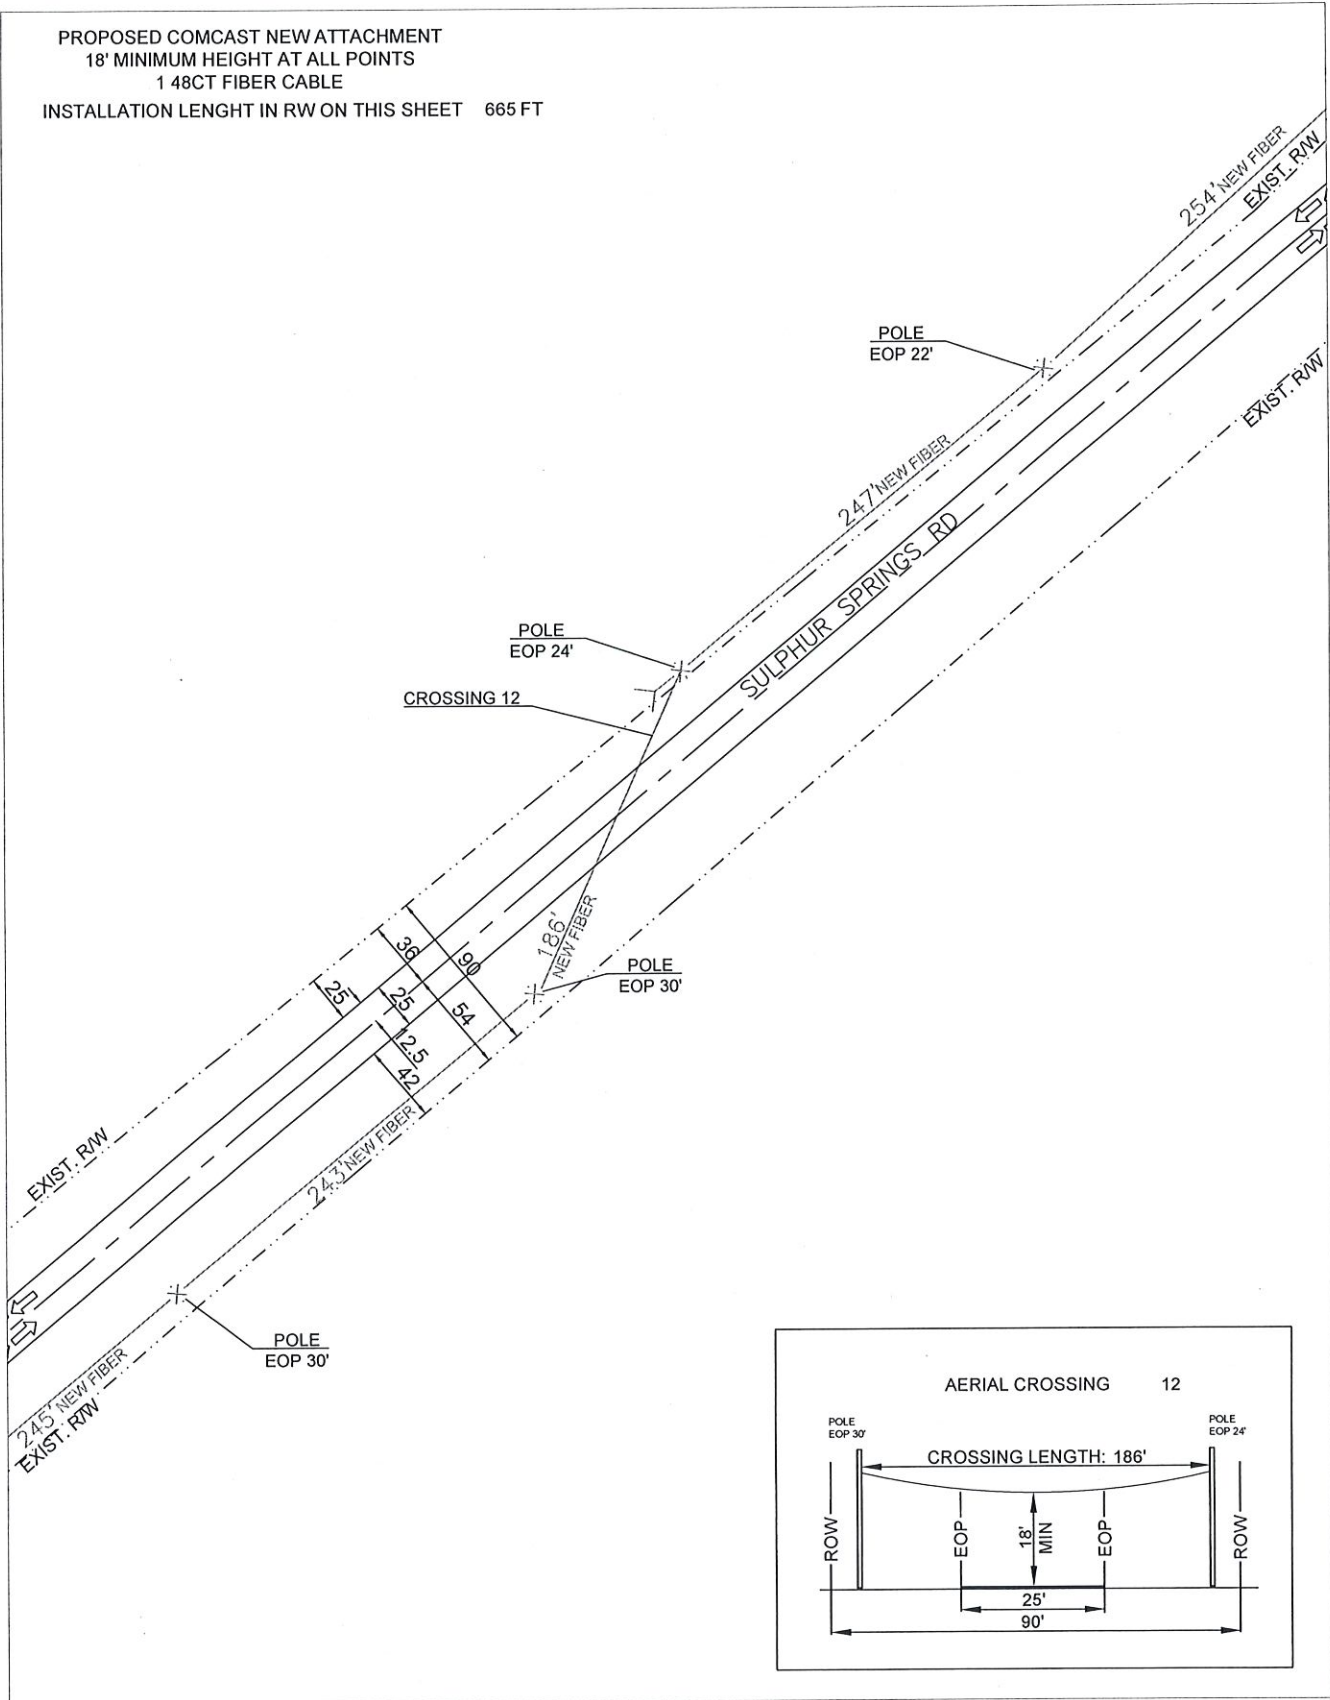 PROPOSED COMCAST NEW ATTACHMENT
18' MINIMUM HEIGHT AT ALL POINTS
1 48CT FIBER CABLE
INSTALLATION LENGHT IN RW ON THIS SHEET 665 FT
254' NEW FIBER
EXIST. R/W
POLE
EOP 22'
EXIST. R/W
247' NEW FIBER
SULPHUR SPRINGS RD
POLE
EOP 24'
CROSSING 12
186'
NEW FIBER
POLE
EOP 30'
36
90
25
25
54
12.5
42
243' NEW FIBER
EXIST. R/W
POLE
EOP 30'
245' NEW FIBER
EXIST. R/W
AERIAL CROSSING 12
POLE
EOP 30'
POLE
EOP 24'
CROSSING LENGTH: 186'
ROW
EOP
18'
MIN
EOP
ROW
25'
90'